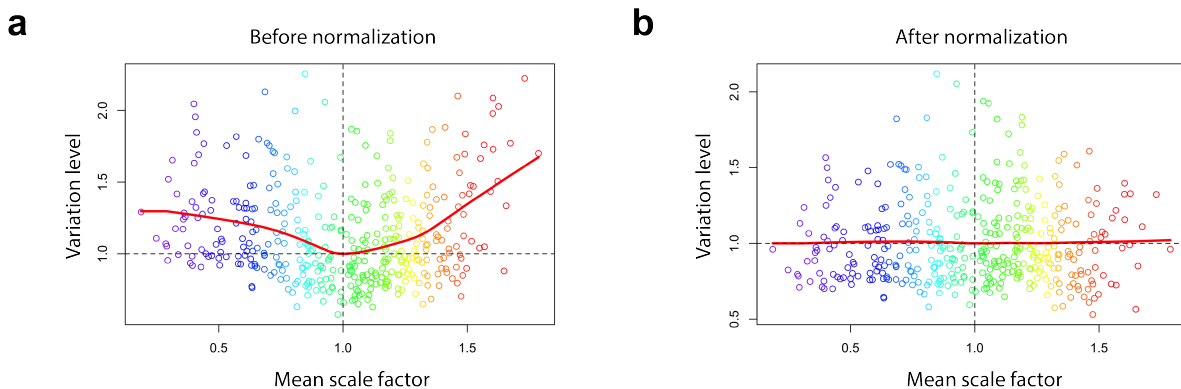 a
Before normalization
Variation level
2.0
1.5
1.0
0.5
1.0
1.5
Mean scale factor
b
After normalization
Variation level
2.0
1.5
1.0
0.5
0.5
1.0
1.5
Mean scale factor